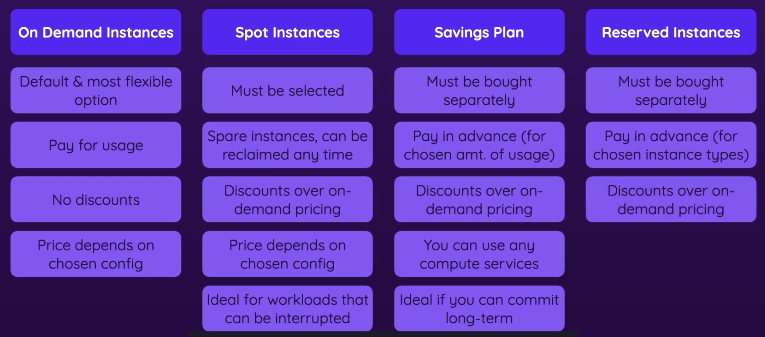 On Demand Instances
Default & most flexible
option
Pay for usage
No discounts
Price depends on
chosen config
Spot Instances
Must be selected
Spare instances, can be
reclaimed any time
Discounts over on-
demand pricing
Price depends on
chosen config
Ideal for workloads that
can be interrupted
Savings Plan
Must be bought
separately
Pay in advance (for
chosen amt. of usage)
Discounts over on-
demand pricing
You can use any
compute services
Ideal if you can commit
long-term
Reserved Instances
Must be bought
separately
Pay in advance (for
chosen instance types)
Discounts over on-
demand pricing